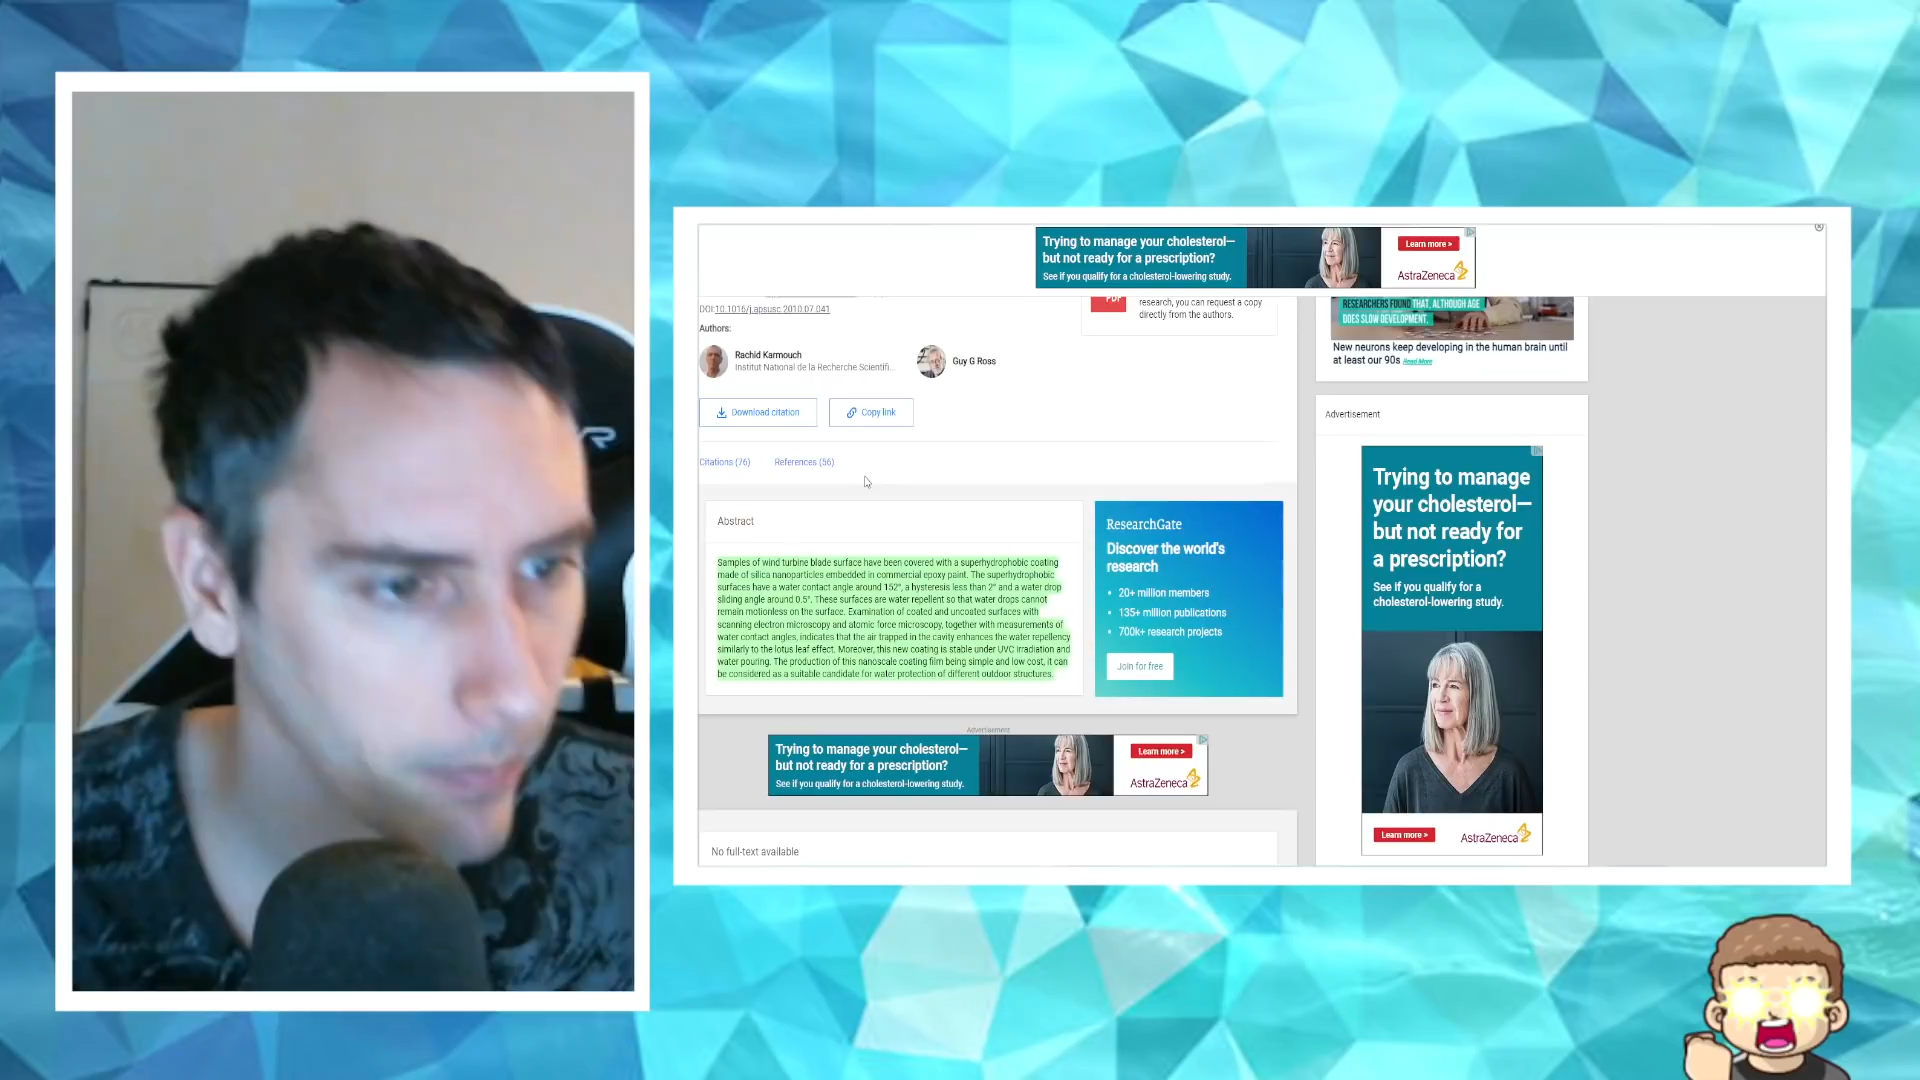 Trying to manage your cholesterol—
but not ready for a prescription?
See if you qualify for a cholesterol-lowering study.
Learn more >
AstraZeneca
DOI:10.1016/j.apsusc.2010.07.041
PDF
research, you can request a copy
directly from the authors.
Authors:
Rachid Karmouch
Institut National de la Recherche Scientifi...
Guy G Ross
Download citation
Copy link
Citations (76)
References (56)
Abstract
Samples of wind turbine blade surface have been covered with a superhydrophobic coating
made of silica nanoparticles embedded in commercial epoxy paint. The superhydrophobic
surfaces have a water contact angle around 152°, a hysteresis less than 2° and a water drop
sliding angle around 0.5°. These surfaces are water repellent so that water drops cannot
remain motionless on the surface. Examination of coated and uncoated surfaces with
scanning electron microscopy and atomic force microscopy, together with measurements of
water contact angles, indicates that the air trapped in the cavity enhances the water repellency
similarly to the lotus leaf effect. Moreover, this new coating is stable under UVC irradiation and
water pouring. The production of this nanoscale coating film being simple and low cost, it can
be considered as a suitable candidate for water protection of different outdoor structures.
ResearchGate
Discover the world's
research
• 20+ million members
• 135+ million publications
• 700k+ research projects
Join for free
Advertisement
Trying to manage your cholesterol—
but not ready for a prescription?
See if you qualify for a cholesterol-lowering study.
Learn more >
AstraZeneca
No full-text available
RESEARCHERS FOUND THAT, ALTHOUGH AGE
DOES SLOW DEVELOPMENT,
New neurons keep developing in the human brain until
at least our 90s Read More
Advertisement
Trying to manage
your cholesterol—
but not ready for
a prescription?
See if you qualify for a
cholesterol-lowering study.
Learn more >
AstraZeneca